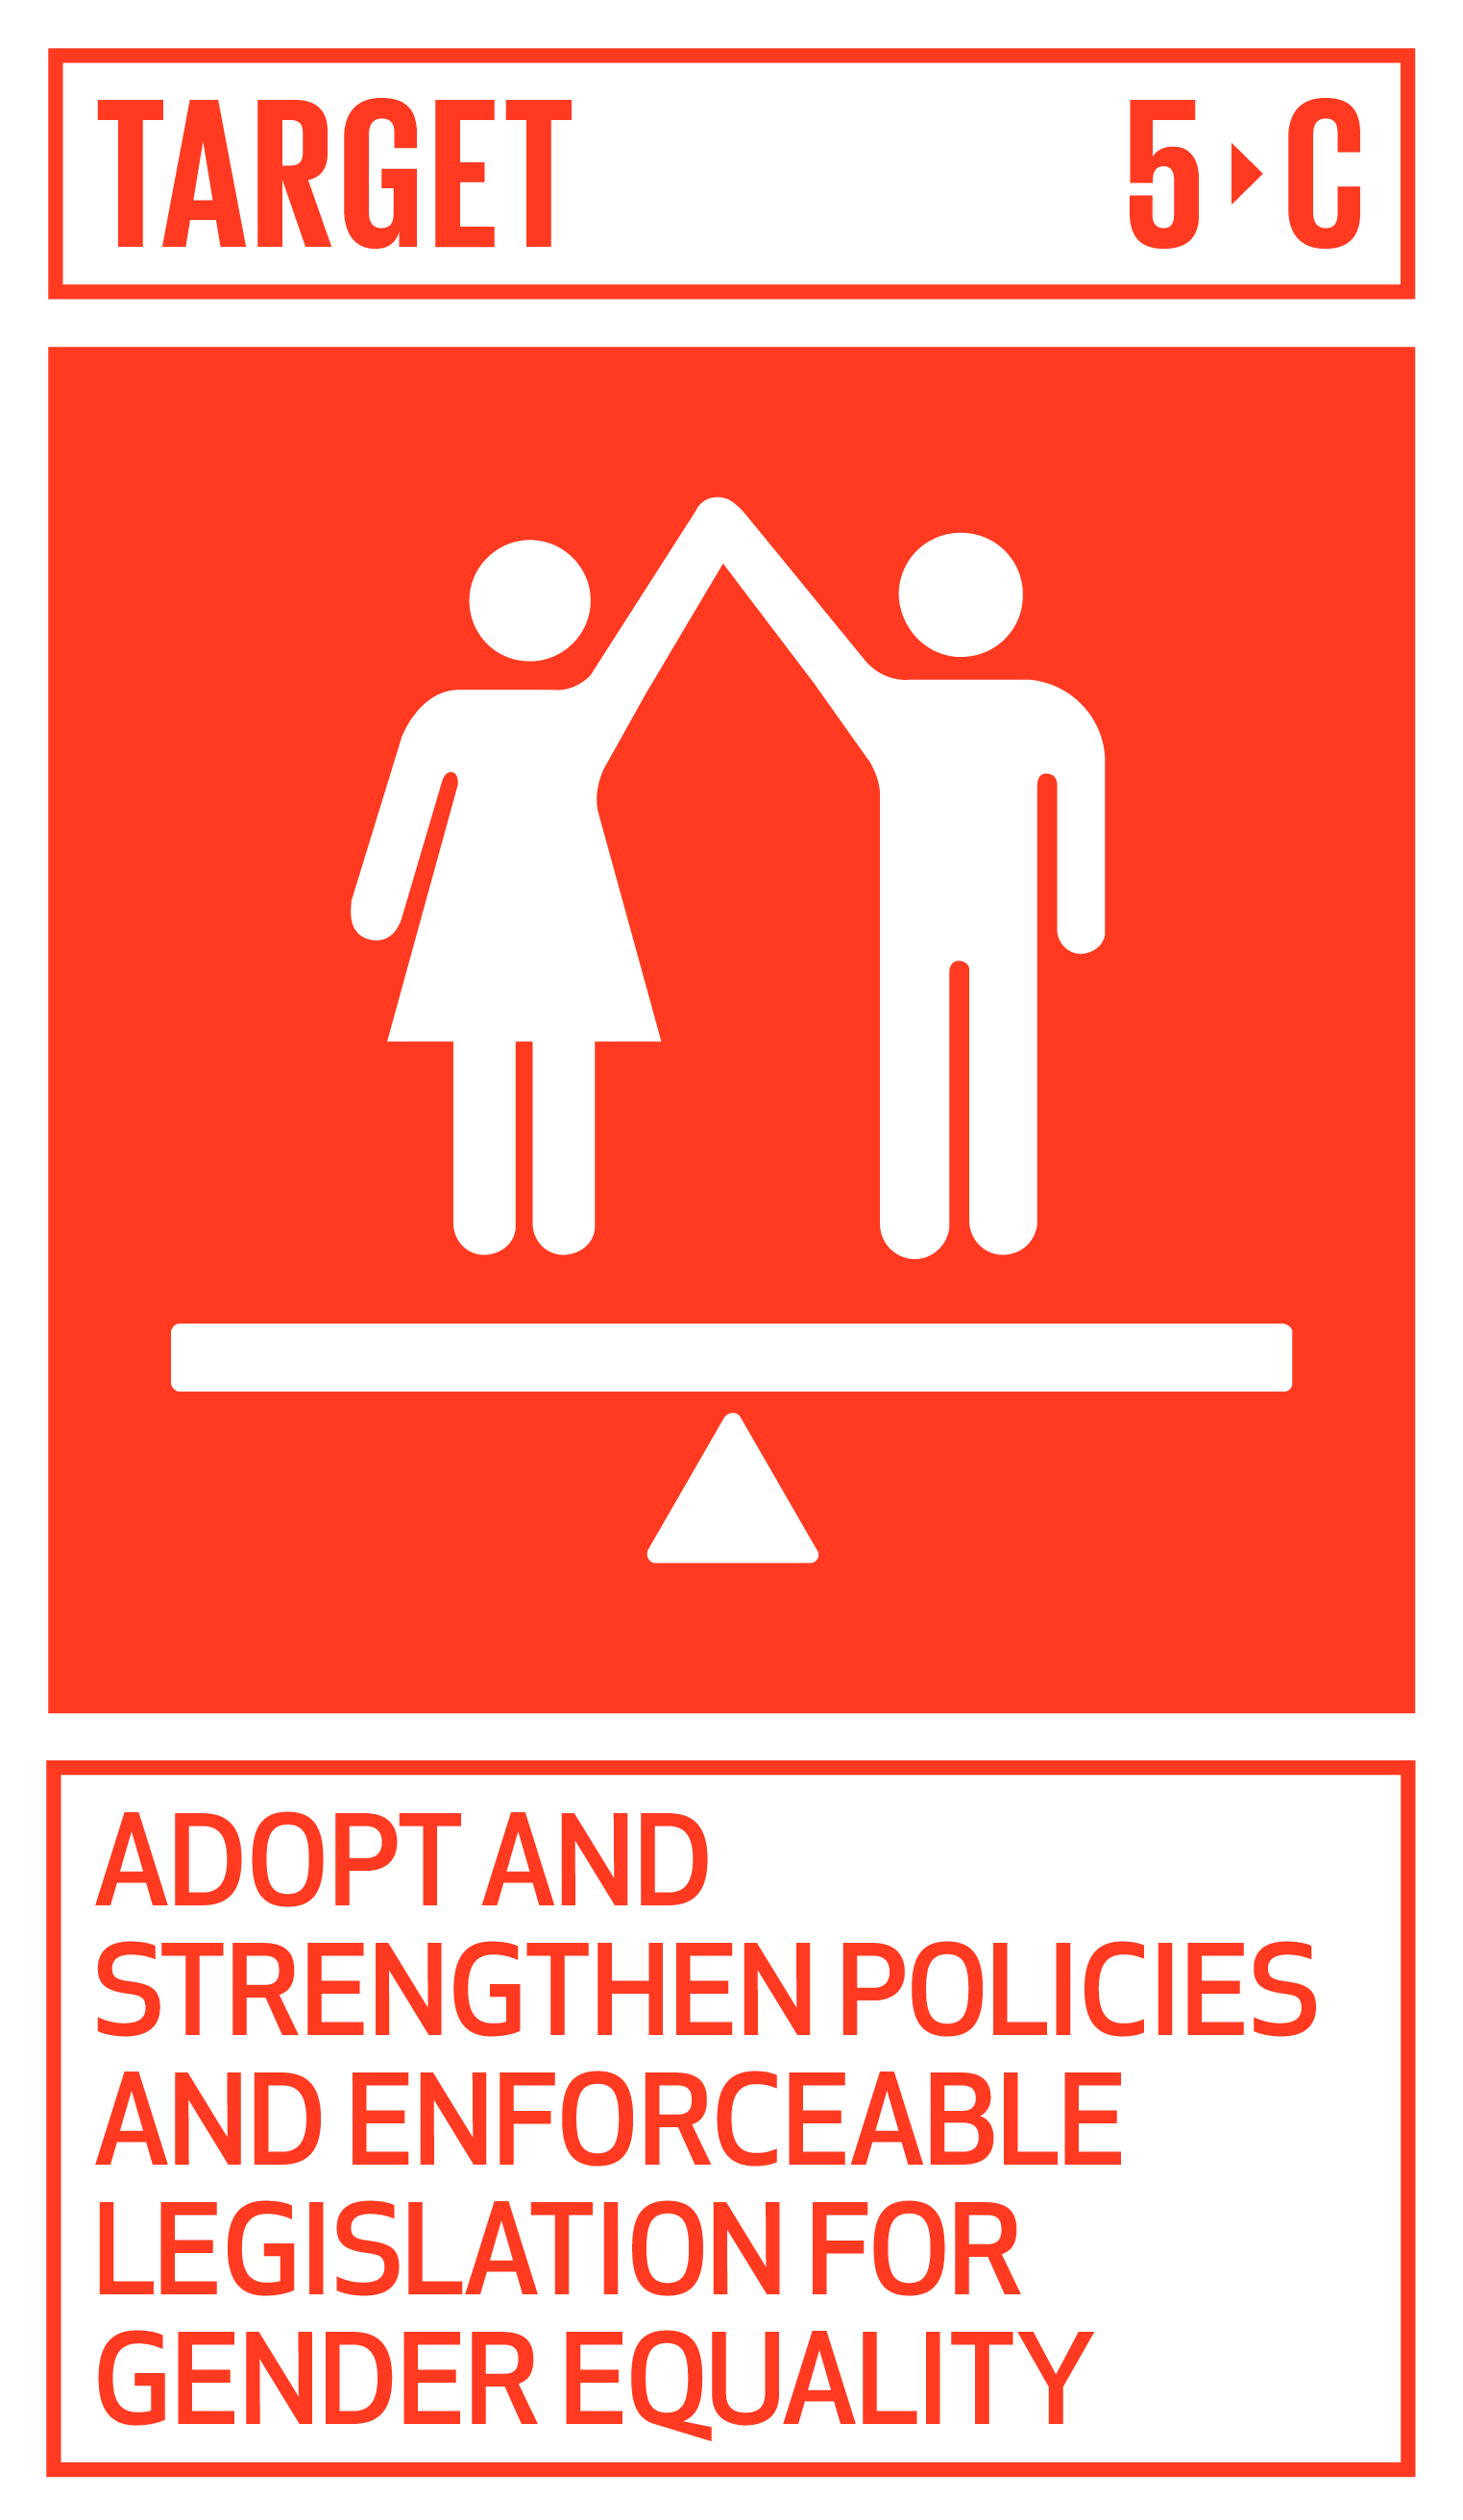 TARGET 5▸C
ADOPT AND
STRENGTHEN POLICIES
AND ENFORCEABLE
LEGISLATION FOR
GENDER EQUALITY